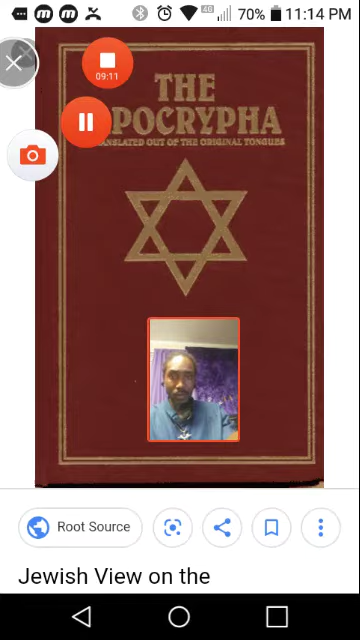 4G 70% 11:14 PM
09:11
THE
POCRYPHA
ANSLATED OUT OF THE ORIGINAL TONGUES
Root Source
Jewish View on the